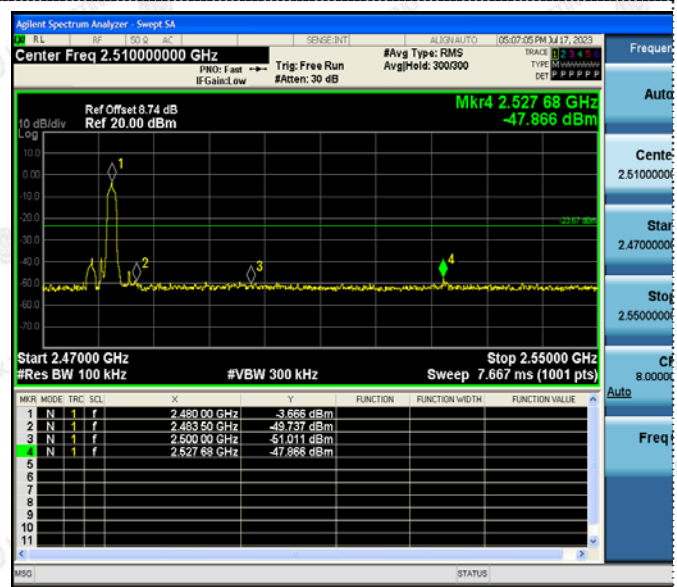 Agilent Spectrum Analyzer - Swept SA
RL RF 50 Ω AC SENSE:INT ALIGN AUTO 05:07:05 PM Jul 17, 2023
Center Freq 2.510000000 GHz
PNO: Fast
IFGain:Low
Trig: Free Run
#Atten: 30 dB
#Avg Type: RMS
Avg|Hold: 300/300
TRACE 1 2 3 4 5 6
TYPE M
DET P P P P P P
Mkr4 2.527 68 GHz
-47.866 dBm
Ref Offset 8.74 dB
10 dB/div Ref 20.00 dBm
Log
10.0
0.00
-10.0
-20.0
-23.67 dBm
-30.0
-40.0
-50.0
-60.0
-70.0
1
2
3
4
Start 2.47000 GHz Stop 2.55000 GHz
#Res BW 100 kHz #VBW 300 kHz Sweep 7.667 ms (1001 pts)
MKR MODE TRC SCL X Y FUNCTION FUNCTION WIDTH FUNCTION VALUE
1 N 1 f 2.480 00 GHz -3.666 dBm
2 N 1 f 2.483 50 GHz -49.737 dBm
3 N 1 f 2.500 00 GHz -51.011 dBm
4 N 1 f 2.527 68 GHz -47.866 dBm
5
6
7
8
9
10
11
MSG STATUS
Frequen
Auto
Cente
2.5100000
Star
2.4700000
Stop
2.5500000
CF
8.00000
Auto
Freq